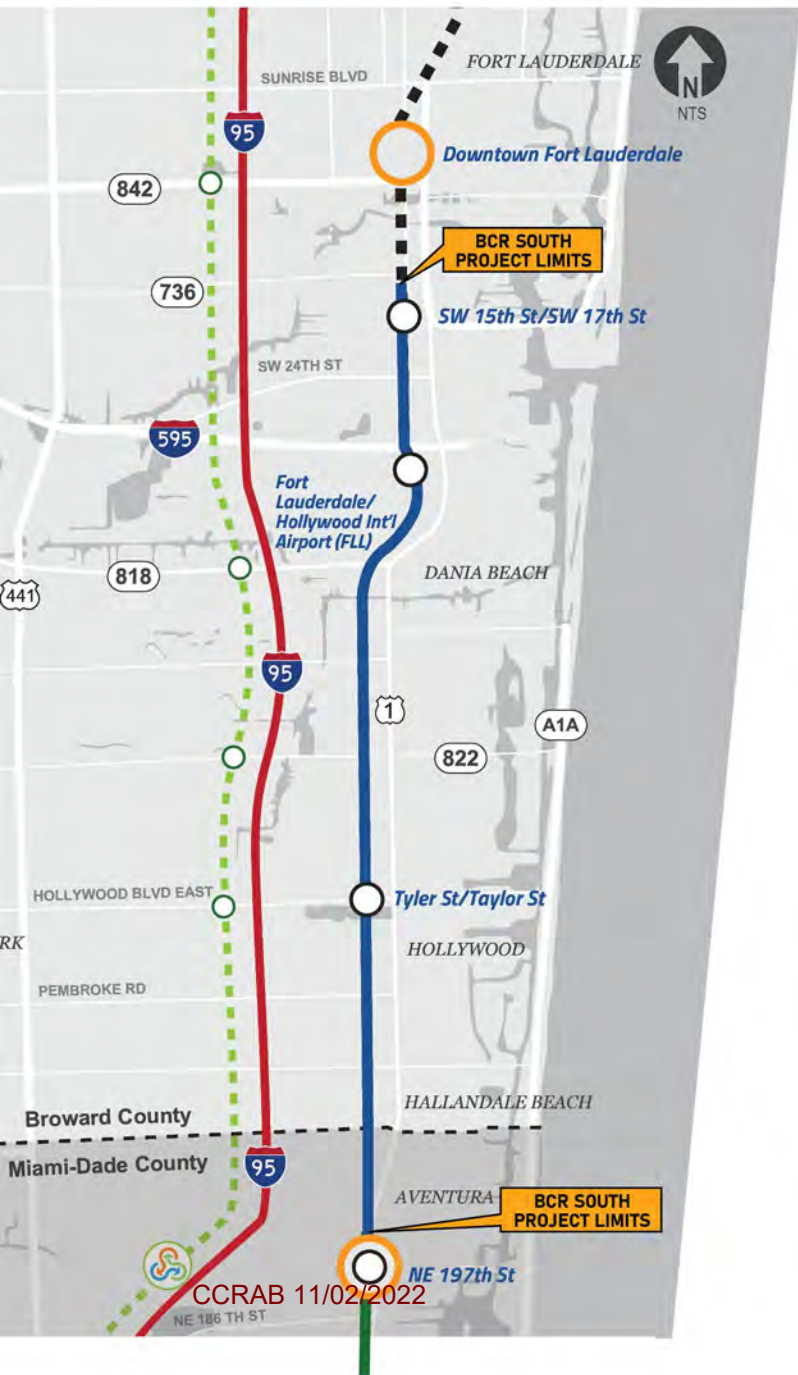 SUNRISE BLVD
FORT LAUDERDALE
N
NTS
95
Downtown Fort Lauderdale
842
BCR SOUTH
PROJECT LIMITS
736
SW 15th St/SW 17th St
SW 24TH ST
595
Fort
Lauderdale/
Hollywood Int'l
Airport (FLL)
818
DANIA BEACH
441
95
1
A1A
822
HOLLYWOOD BLVD EAST
Tyler St/Taylor St
RK
HOLLYWOOD
PEMBROKE RD
HALLANDALE BEACH
Broward County
Miami-Dade County
95
AVENTURA
BCR SOUTH
PROJECT LIMITS
NE 197th St
CCRAB 11/02/2022
NE 186 TH ST